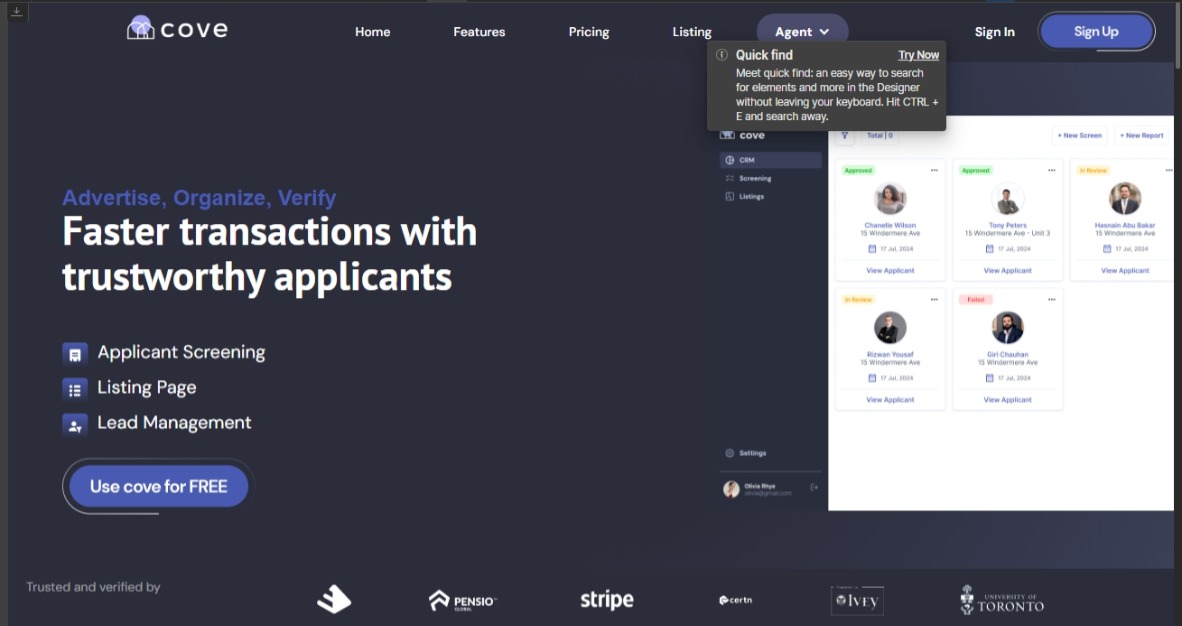 cove
Home
Features
Pricing
Listing
Agent
Sign In
Sign Up
Quick find
Try Now
Meet quick find: an easy way to search
for elements and more in the Designer
without leaving your keyboard. Hit CTRL +
E and search away.
Advertise, Organize, Verify
Faster transactions with
trustworthy applicants
Applicant Screening
Listing Page
Lead Management
Use cove for FREE
cove
CRM
Screening
Listings
Settings
Olivia Rhye
olivia@gmail.com
Total | 0
+ New Screen
+ New Report
Approved
Chanelle Wilson
15 Windermere Ave
17 Jul, 2024
View Applicant
Approved
Tony Peters
15 Windermere Ave - Unit 3
17 Jul, 2024
View Applicant
In Review
Hasnain Abu Bakar
15 Windermere Ave
17 Jul, 2024
View Applicant
In Review
Rizwan Yousaf
15 Windermere Ave
17 Jul, 2024
View Applicant
Failed
Giri Chauhan
15 Windermere Ave
17 Jul, 2024
View Applicant
Trusted and verified by
PENSIO
GLOBAL
stripe
certn
IVEY
UNIVERSITY OF
TORONTO